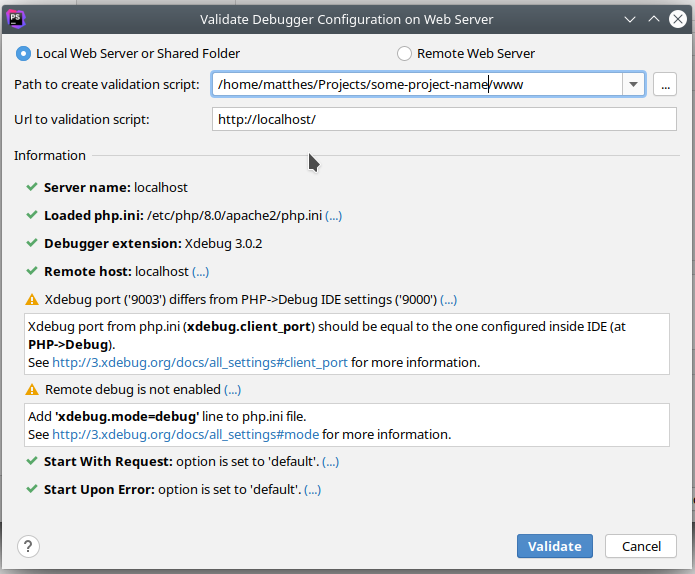 PS
Validate Debugger Configuration on Web Server
Local Web Server or Shared Folder Remote Web Server
Path to create validation script: /home/matthes/Projects/some-project-name/www ...
Url to validation script: http://localhost/
Information
Server name: localhost
Loaded php.ini: /etc/php/8.0/apache2/php.ini (...)
Debugger extension: Xdebug 3.0.2
Remote host: localhost (...)
Xdebug port ('9003') differs from PHP->Debug IDE settings ('9000') (...)
Xdebug port from php.ini (xdebug.client_port) should be equal to the one configured inside IDE (at
PHP->Debug).
See http://3.xdebug.org/docs/all_settings#client_port for more information.
Remote debug is not enabled (...)
Add 'xdebug.mode=debug' line to php.ini file.
See http://3.xdebug.org/docs/all_settings#mode for more information.
Start With Request: option is set to 'default'. (...)
Start Upon Error: option is set to 'default'. (...)
? Validate Cancel